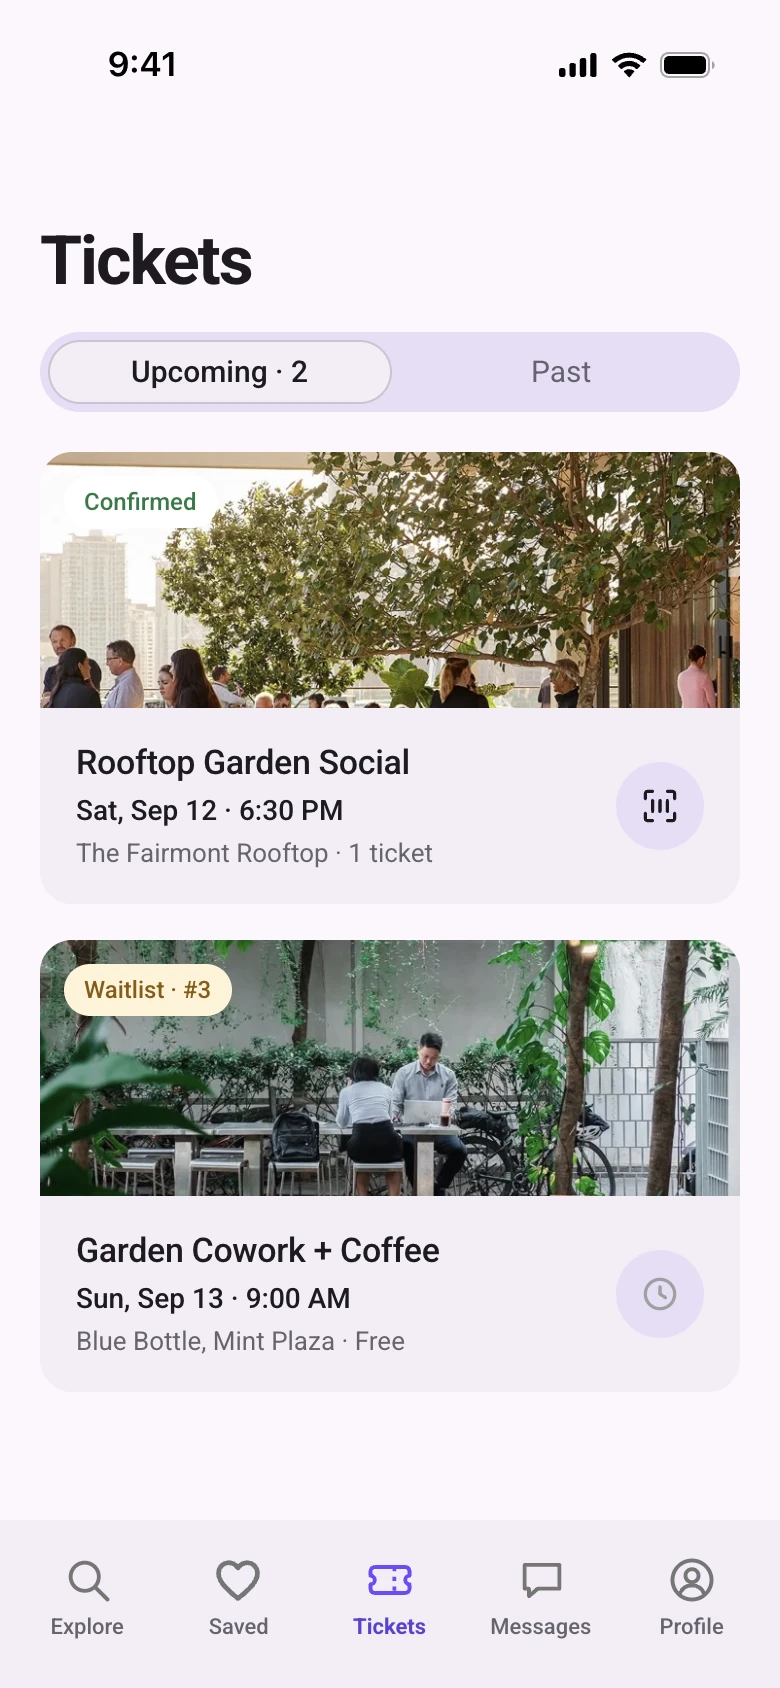 9:41
Tickets
Upcoming · 2
Past
Confirmed
Rooftop Garden Social
Sat, Sep 12 · 6:30 PM
The Fairmont Rooftop · 1 ticket
Waitlist · #3
Garden Cowork + Coffee
Sun, Sep 13 · 9:00 AM
Blue Bottle, Mint Plaza · Free
Explore
Saved
Tickets
Messages
Profile